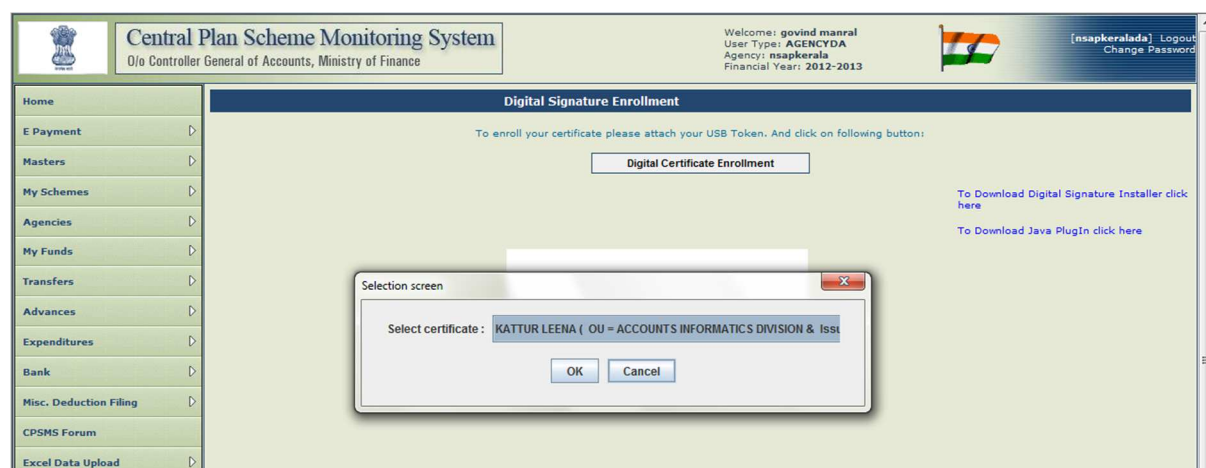 Central Plan Scheme Monitoring System
O/o Controller General of Accounts, Ministry of Finance
Welcome: govind manral
User Type: AGENCYDA
Agency: nsapkerala
Financial Year: 2012-2013
[nsapkeralada] Logout
Change Password
Home
E Payment
Masters
My Schemes
Agencies
My Funds
Transfers
Advances
Expenditures
Bank
Misc. Deduction Filing
CPSMS Forum
Excel Data Upload
Digital Signature Enrollment
To enroll your certificate please attach your USB Token. And click on following button:
Digital Certificate Enrollment
To Download Digital Signature Installer click
here
To Download Java PlugIn click here
Selection screen
Select certificate : KATTUR LEENA ( OU = ACCOUNTS INFORMATICS DIVISION & Issu
OK Cancel